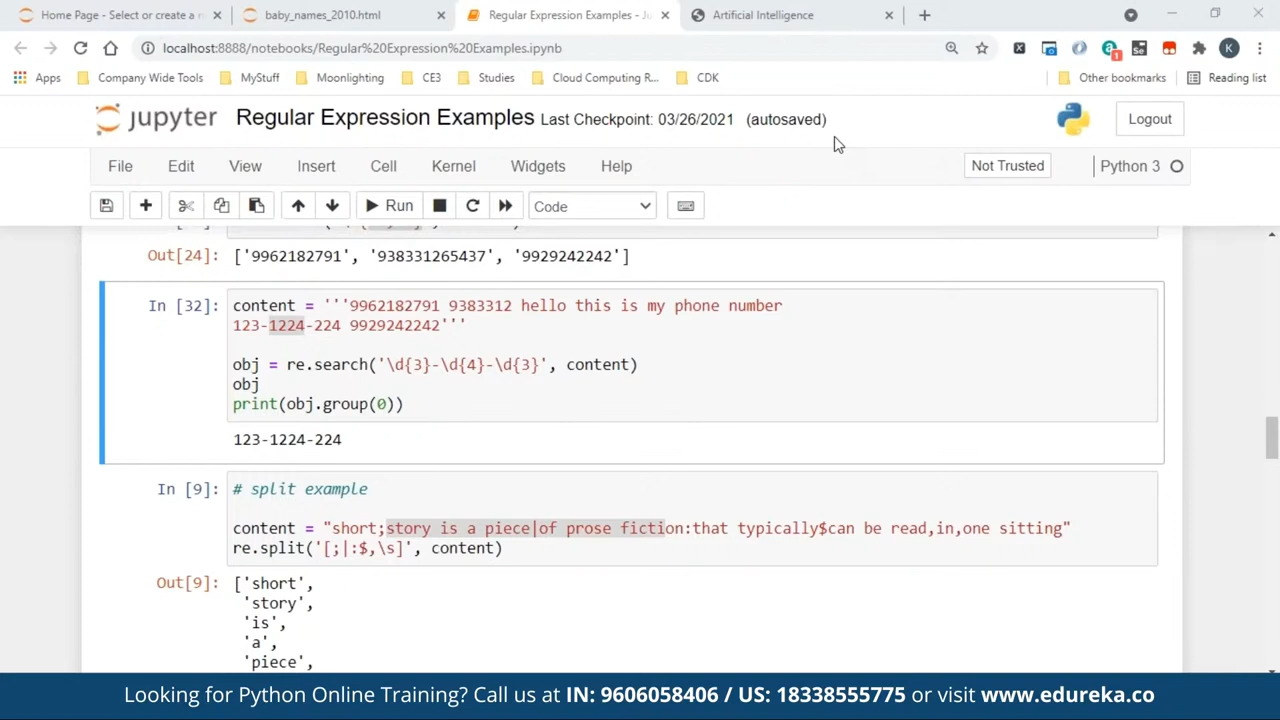 Home Page - Select or create a n
baby_names_2010.html
Regular Expression Examples - Ju
Artificial Intelligence
localhost:8888/notebooks/Regular%20Expression%20Examples.ipynb
K
Apps
Company Wide Tools
MyStuff
Moonlighting
CE3
Studies
Cloud Computing R...
CDK
Other bookmarks
Reading list
jupyter
Regular Expression Examples Last Checkpoint: 03/26/2021 (autosaved)
Logout
File Edit View Insert Cell Kernel Widgets Help
Not Trusted
Python 3
Run
Code
Out[24]: ['9962182791', '938331265437', '9929242242']
In [32]: content = '''9962182791 9383312 hello this is my phone number
123-1224-224 9929242242'''
obj = re.search('\d{3}-\d{4}-\d{3}', content)
obj
print(obj.group(0))
123-1224-224
In [9]: # split example
content = "short;story is a piece|of prose fiction:that typically$can be read,in,one sitting"
re.split('[;|:$,\s]', content)
Out[9]: ['short',
'story',
'is',
'a',
'piece',
Looking for Python Online Training? Call us at IN: 9606058406 / US: 18338555775 or visit www.edureka.co